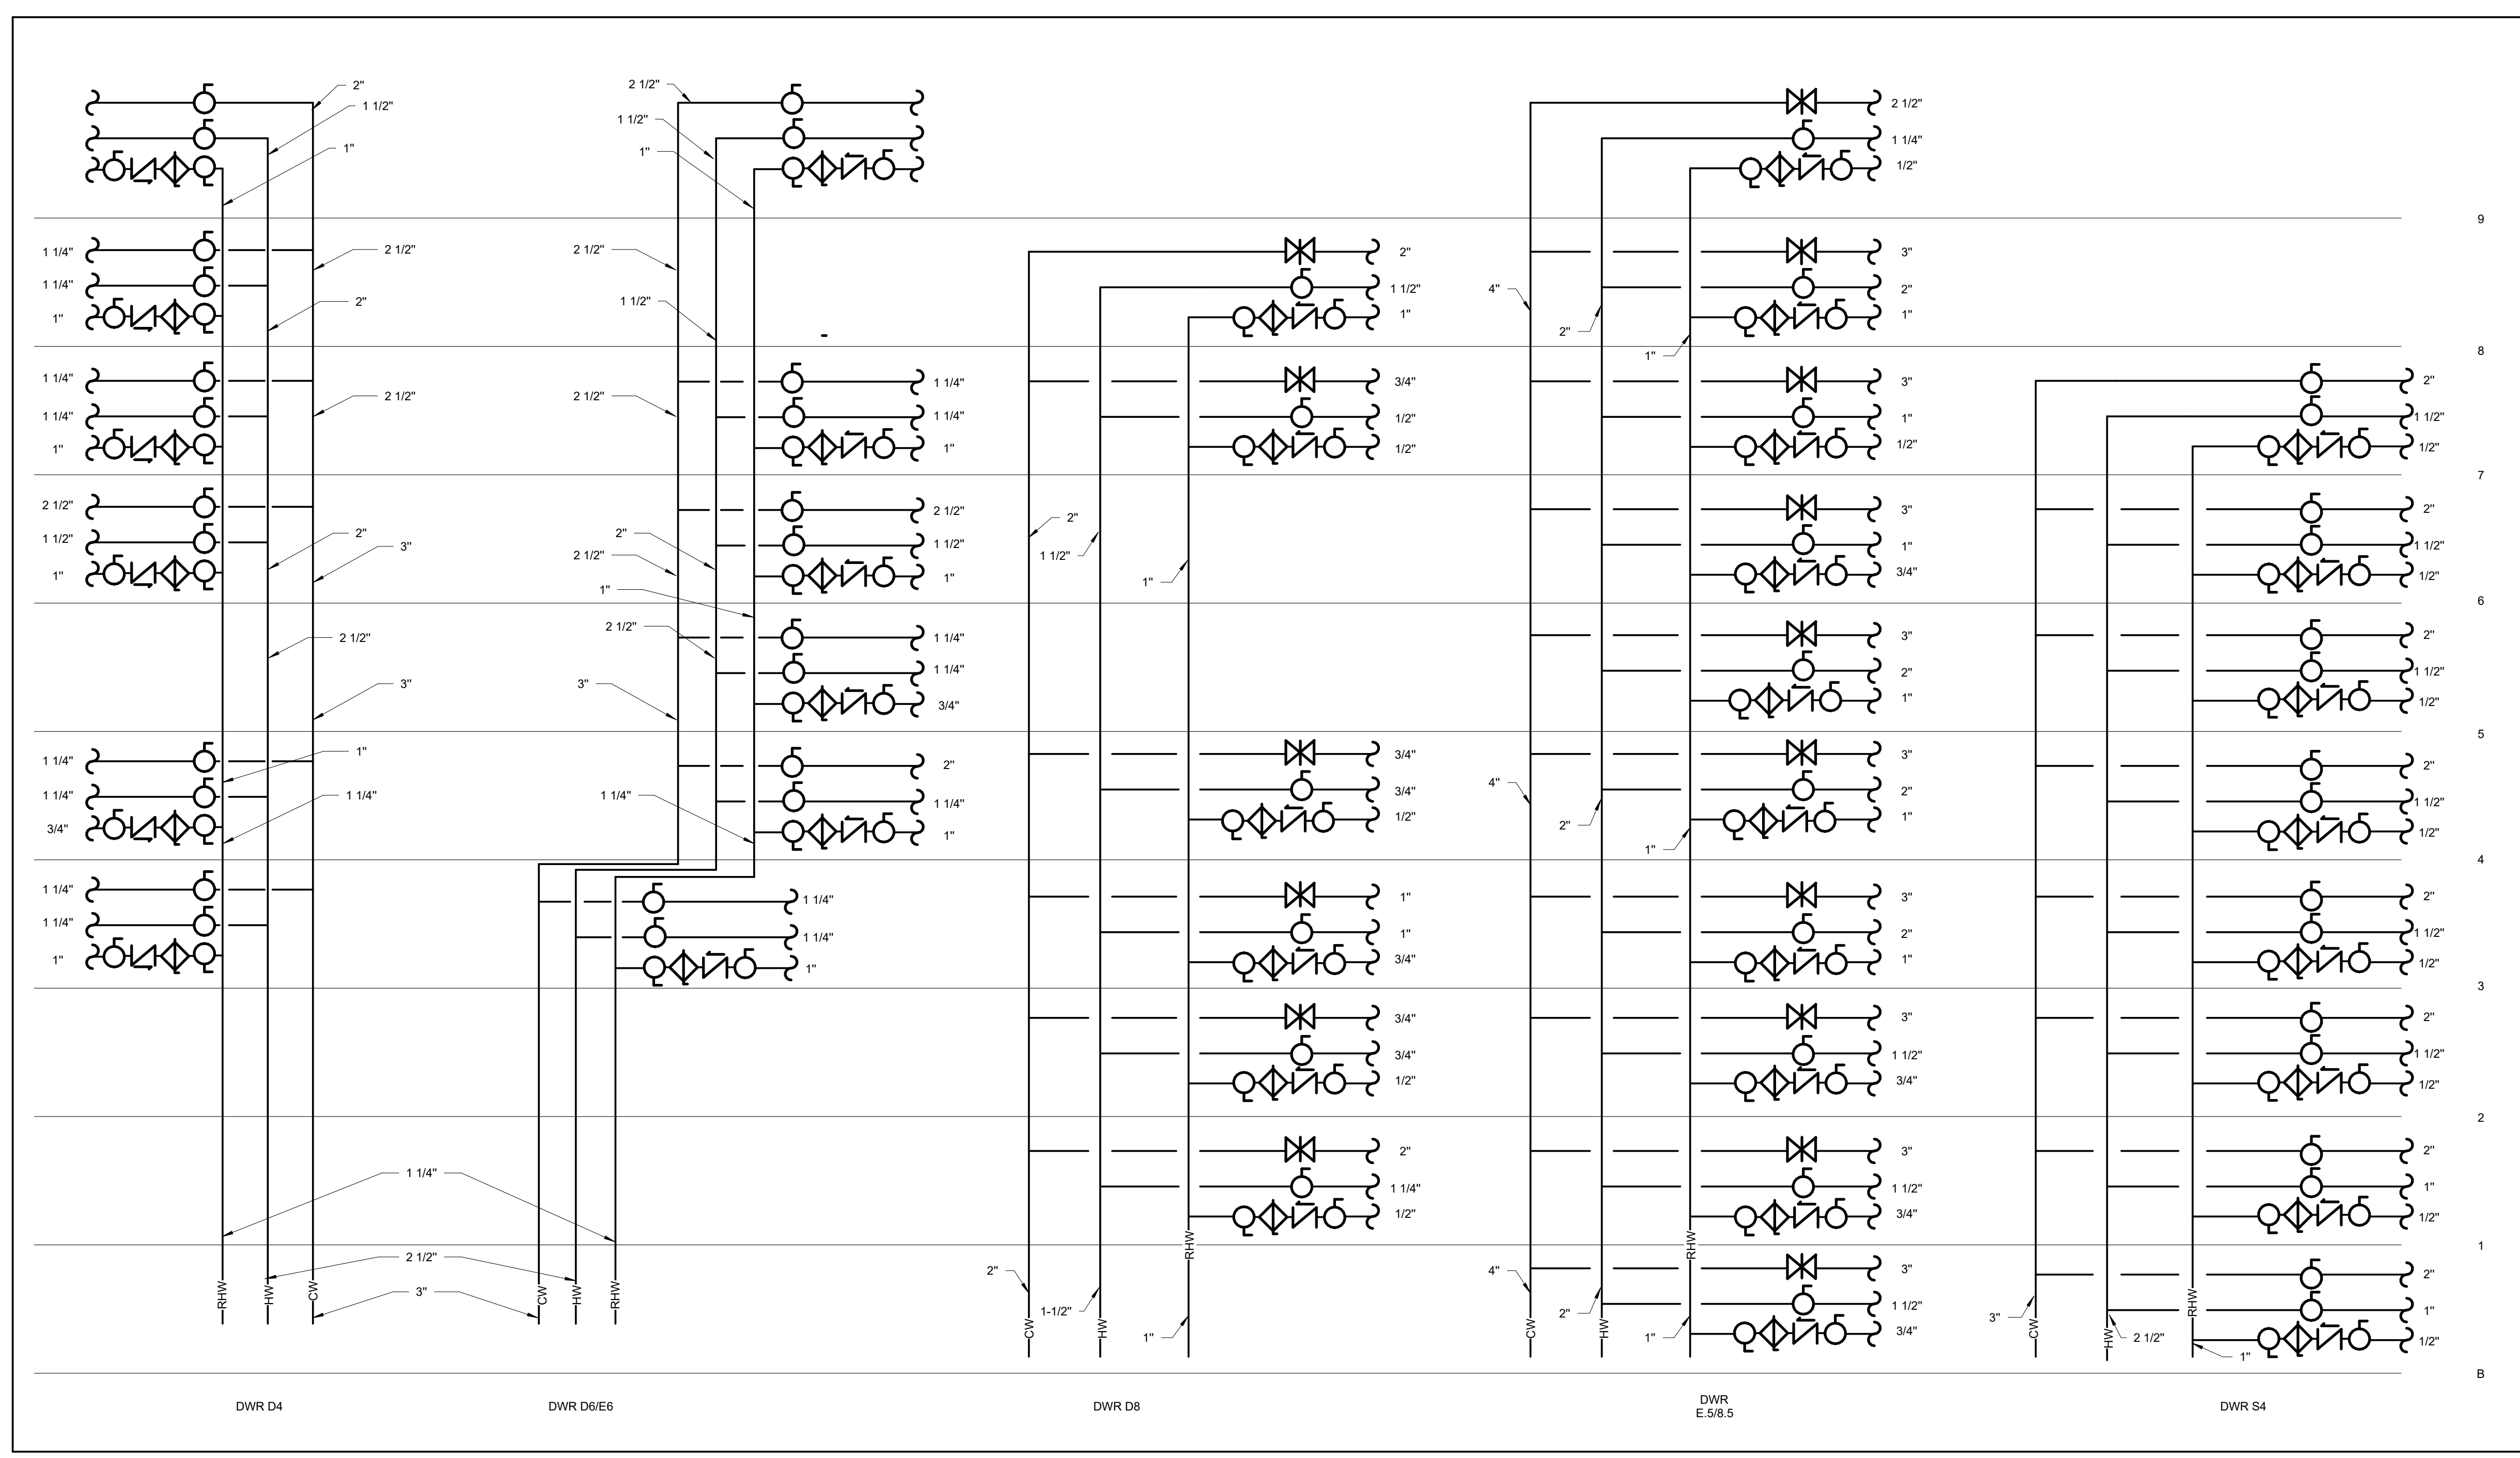 2" 2 1/2"
1 1/2" 1 1/2" 2 1/2"
1" 1" 1 1/4"
1/2"
9
1 1/4" 2 1/2" 2 1/2" 2" 3"
1 1/4" 2" 1 1/2" 1 1/2" 4" 2"
1" 1" 2" 1"
1" 8
1 1/4" 1 1/4" 3/4" 3" 2"
1 1/4" 2 1/2" 2 1/2" 1 1/4" 1/2" 1" 1 1/2"
1" 1" 1/2" 1/2" 1/2"
7
2 1/2" 2 1/2" 2" 3" 2"
1 1/2" 2" 3" 2" 1 1/2" 1 1/2" 1" 1 1/2"
1" 2 1/2" 1" 1" 3/4" 1/2"
1" 6
2 1/2" 2 1/2" 1 1/4" 3" 2"
3" 3" 1 1/4" 2" 1 1/2"
3/4" 1" 1/2"
5
1 1/4" 1" 2" 3/4" 3" 2"
1 1/4" 1 1/4" 1 1/4" 1 1/4" 3/4" 4" 2" 1 1/2"
3/4" 1" 1/2" 2" 1" 1/2"
1" 4
1 1/4" 1 1/4" 1" 3" 2"
1 1/4" 1 1/4" 1" 2" 1 1/2"
1" 1" 3/4" 1" 1/2"
3
3/4" 3" 2"
3/4" 1 1/2" 1 1/2"
1/2" 3/4" 1/2"
2
1 1/4" 2" 3" 2"
1 1/4" 1 1/2" 1"
1/2" 3/4" 1/2"
RHW RHW 1
2 1/2" 2" 4" 3" 2"
RHW HW CW 3" CW HW RHW 1-1/2" 2" 1 1/2" RHW 1"
CW HW 1" CW HW 1" 3/4" 3" CW HW 2 1/2" 1/2"
1"
B
DWR D4 DWR D6/E6 DWR D8 DWR DWR S4
E.5/8.5